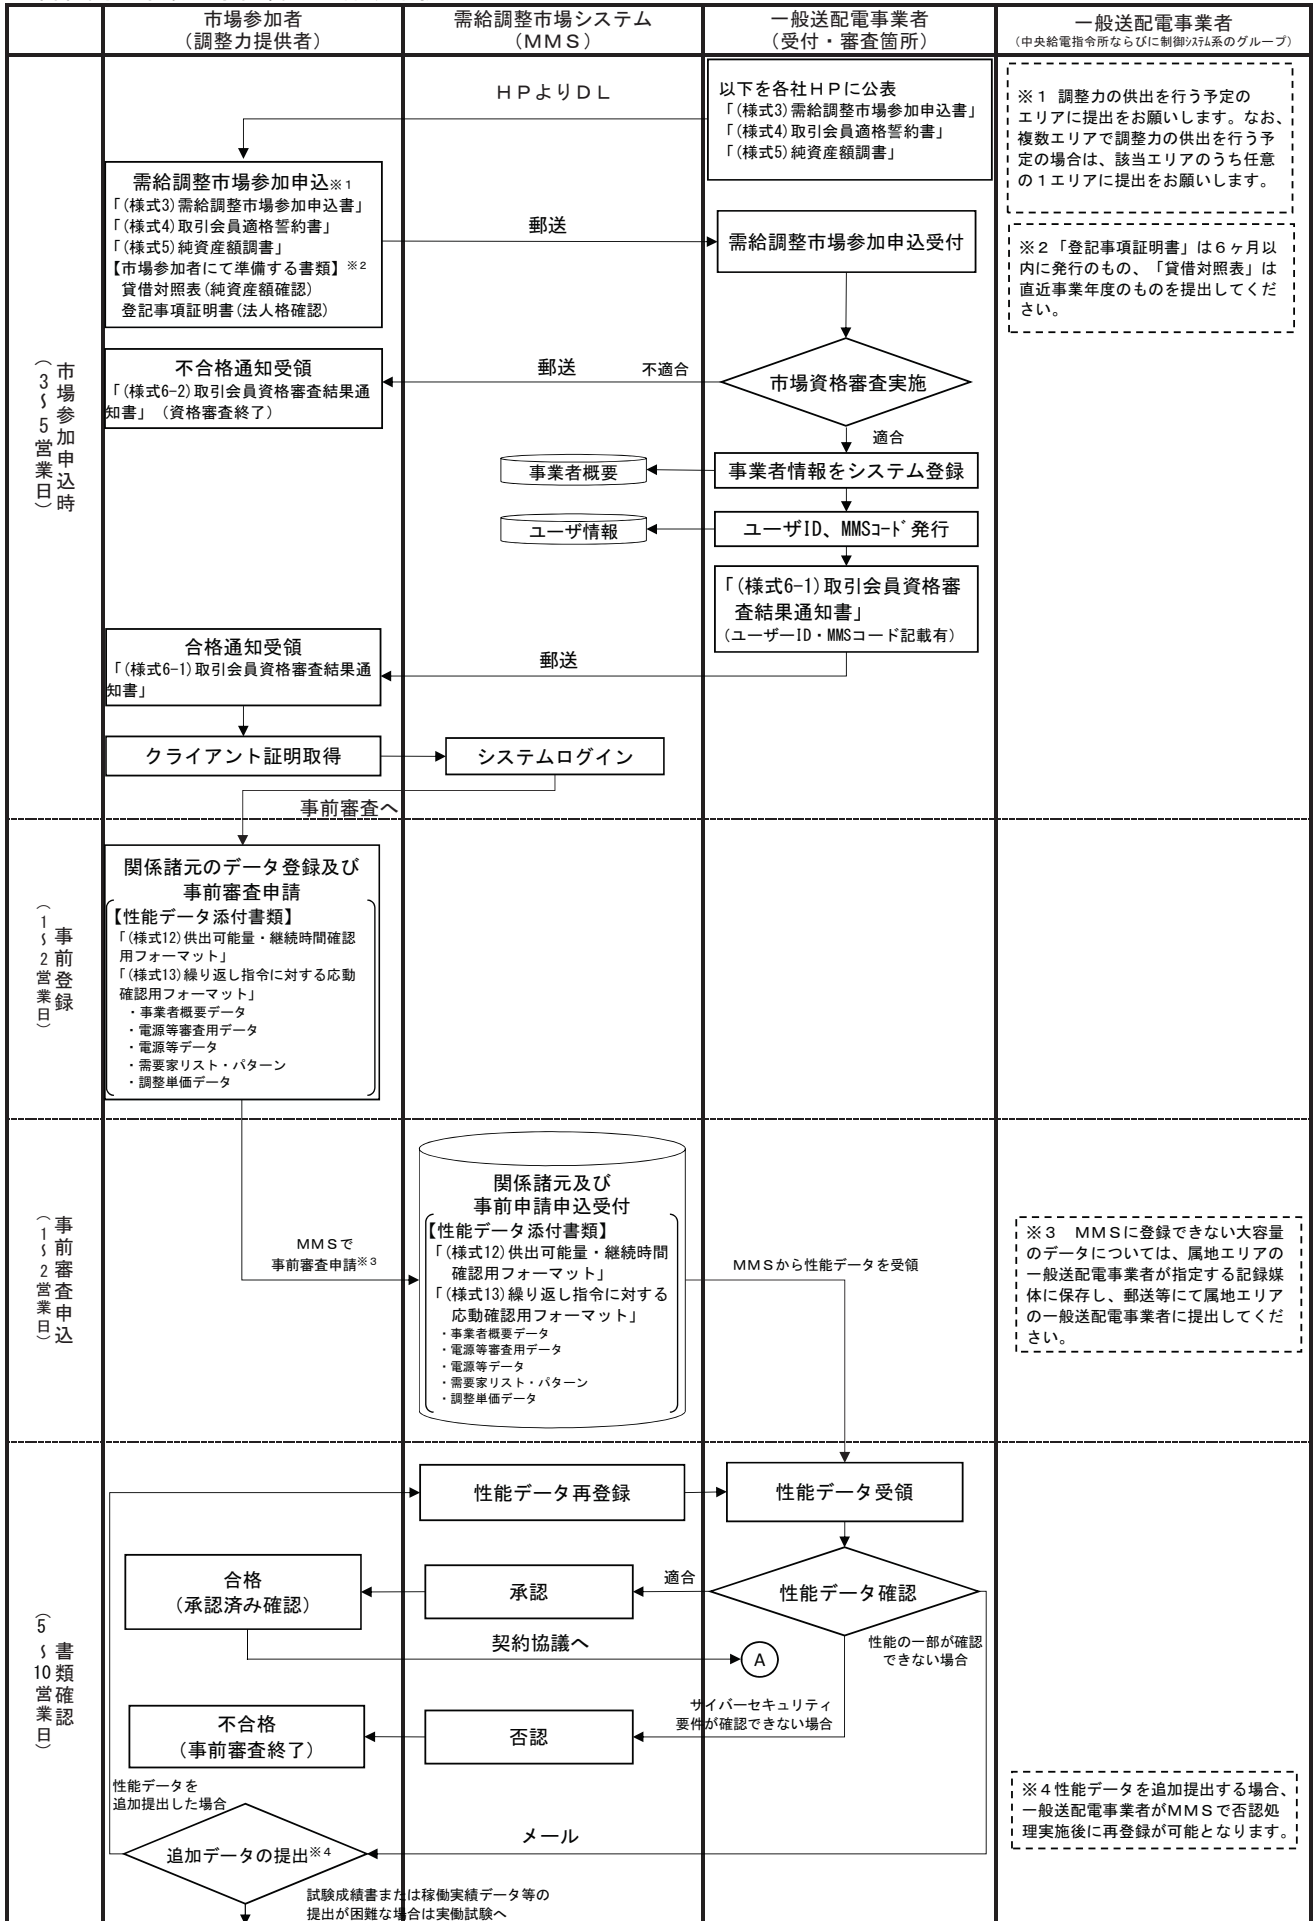 市場参加者
（調整力提供者）
需給調整市場システム
（ＭＭＳ）
一般送配電事業者
（受付・審査箇所）
一般送配電事業者
（中央給電指令所ならびに制御ｼｽﾃﾑ系のグループ）
市場参加申込時
（3～5営業日）
ＨＰよりＤＬ
以下を各社ＨＰに公表
「(様式3)需給調整市場参加申込書」
「(様式4)取引会員適格誓約書」
「(様式5)純資産額調書」
※１ 調整力の供出を行う予定の
エリアに提出をお願いします。なお、
複数エリアで調整力の供出を行う予
定の場合は、該当エリアのうち任意
の１エリアに提出をお願いします。
需給調整市場参加申込※１
「(様式3)需給調整市場参加申込書」
「(様式4)取引会員適格誓約書」
「(様式5)純資産額調書」
【市場参加者にて準備する書類】※2
貸借対照表(純資産額確認)
登記事項証明書(法人格確認)
郵送
需給調整市場参加申込受付
※２「登記事項証明書」は６ヶ月以
内に発行のもの、「貸借対照表」は
直近事業年度のものを提出してくだ
さい。
不合格通知受領
「(様式6-2)取引会員資格審査結果通
知書」（資格審査終了）
郵送
不適合
市場資格審査実施
適合
事業者概要
事業者情報をシステム登録
ユーザ情報
ユーザID、MMSｺｰﾄﾞ発行
「(様式6-1)取引会員資格審
査結果通知書」
(ユーザーID・MMSコード記載有)
合格通知受領
「(様式6-1)取引会員資格審査結果通
知書」
郵送
クライアント証明取得
システムログイン
事前審査へ
事前登録
（1～2営業日）
関係諸元のデータ登録及び
事前審査申請
【性能データ添付書類】
「(様式12)供出可能量・継続時間確認
用フォーマット」
「(様式13)繰り返し指令に対する応動
確認用フォーマット」
・事業者概要データ
・電源等審査用データ
・電源等データ
・需要家リスト・パターン
・調整単価データ
事前審査申込
（1～2営業日）
ＭＭＳで
事前審査申請※3
関係諸元及び
事前申請申込受付
【性能データ添付書類】
「(様式12)供出可能量・継続時間
確認用フォーマット」
「(様式13)繰り返し指令に対する
応動確認用フォーマット」
・事業者概要データ
・電源等審査用データ
・電源等データ
・需要家リスト・パターン
・調整単価データ
ＭＭＳから性能データを受領
※３ ＭＭＳに登録できない大容量
のデータについては、属地エリアの
一般送配電事業者が指定する記録媒
体に保存し、郵送等にて属地エリア
の一般送配電事業者に提出してくだ
さい。
書類確認
（5～10営業日）
性能データ再登録
性能データ受領
合格
（承認済み確認）
承認
適合
性能データ確認
契約協議へ
A
性能の一部が確認
できない場合
サイバーセキュリティ
要件が確認できない場合
不合格
（事前審査終了）
否認
性能データを
追加提出した場合
追加データの提出※4
メール
※４性能データを追加提出する場合、
一般送配電事業者がＭＭＳで否認処
理実施後に再登録が可能となります。
試験成績書または稼働実績データ等の
提出が困難な場合は実働試験へ